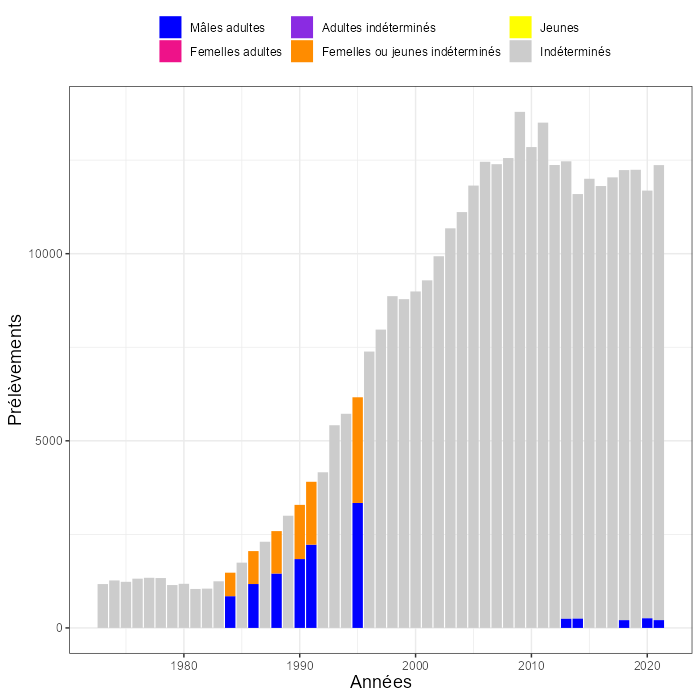 Mâles adultes Adultes indéterminés Jeunes
Femelles adultes Femelles ou jeunes indéterminés Indéterminés
10000
5000
0
Prélèvements
1980 1990 2000 2010 2020
Années